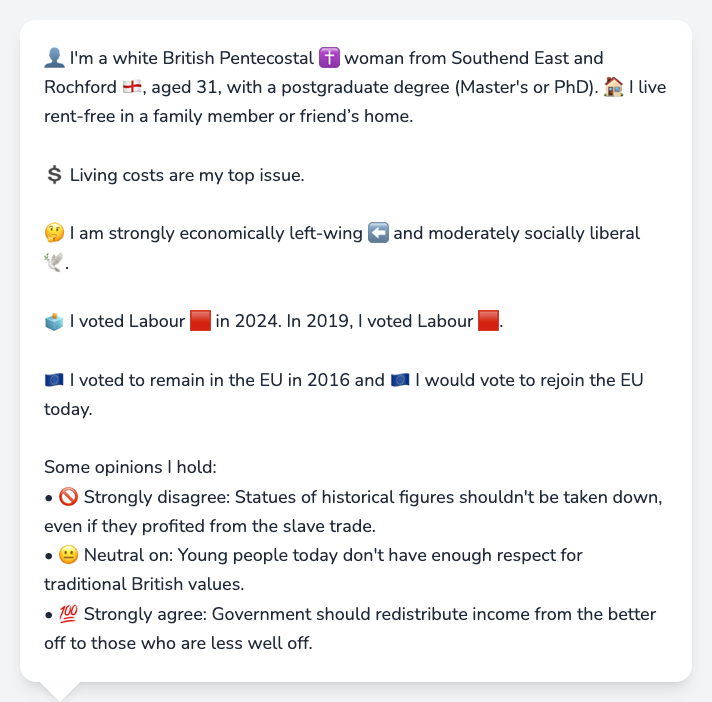 👤 I'm a white British Pentecostal ✝️ woman from Southend East and
Rochford 🏴󠁧󠁢󠁥󠁮󠁧󠁿, aged 31, with a postgraduate degree (Master's or PhD). 🏠 I live
rent-free in a family member or friend’s home.
💲 Living costs are my top issue.
🤔 I am strongly economically left-wing ⬅️ and moderately socially liberal
🕊️.
🗳️ I voted Labour 🟥 in 2024. In 2019, I voted Labour 🟥.
🇪🇺 I voted to remain in the EU in 2016 and 🇪🇺 I would vote to rejoin the EU
today.
Some opinions I hold:
• 🚫 Strongly disagree: Statues of historical figures shouldn't be taken down,
even if they profited from the slave trade.
• 😐 Neutral on: Young people today don't have enough respect for
traditional British values.
• 💯 Strongly agree: Government should redistribute income from the better
off to those who are less well off.